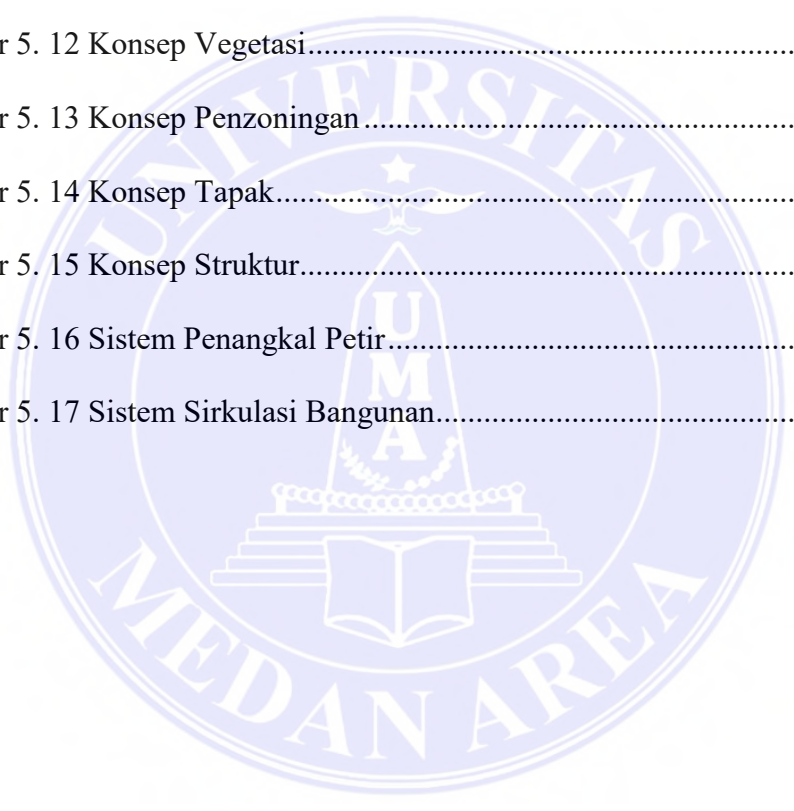 r 5. 12 Konsep Vegetasi..............................................................
r 5. 13 Konsep Penzoningan.......................................................
r 5. 14 Konsep Tapak..................................................................
r 5. 15 Konsep Struktur...............................................................
r 5. 16 Sistem Penangkal Petir....................................................
r 5. 17 Sistem Sirkulasi Bangunan..............................................
UNIVERSITAS
UMA
MEDAN AREA